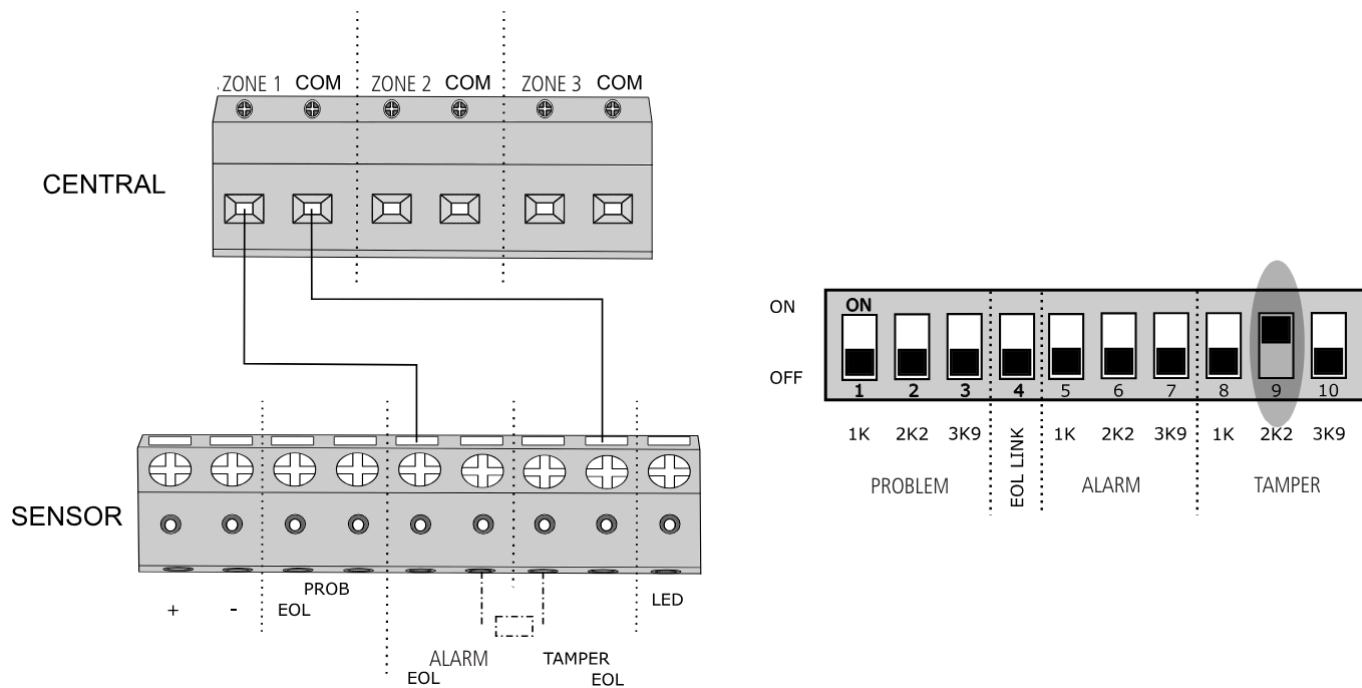 ZONE 1 COM ZONE 2 COM ZONE 3 COM
CENTRAL
SENSOR
+ - EOL PROB LED
ALARM TAMPER
EOL EOL
ON
OFF
ON
1 2 3 4 5 6 7 8 9 10
1K 2K2 3K9 EOL LINK 1K 2K2 3K9 1K 2K2 3K9
PROBLEM ALARM TAMPER